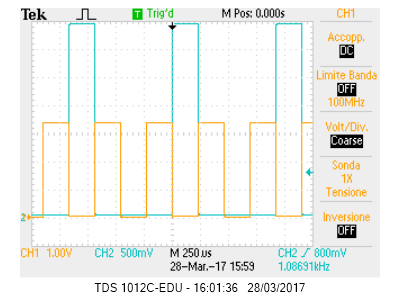 Tek Trig'd M Pos: 0.000s CH1
Accopp.
DC
Limite Banda
OFF
100MHz
Volt/Div.
Coarse
Sonda
1X
Tensione
Inversione
OFF
2
CH1 1.00V CH2 500mV M 250us CH2 800mV
28-Mar.-17 15:59 1.08691kHz
TDS 1012C-EDU - 16:01:36 28/03/2017